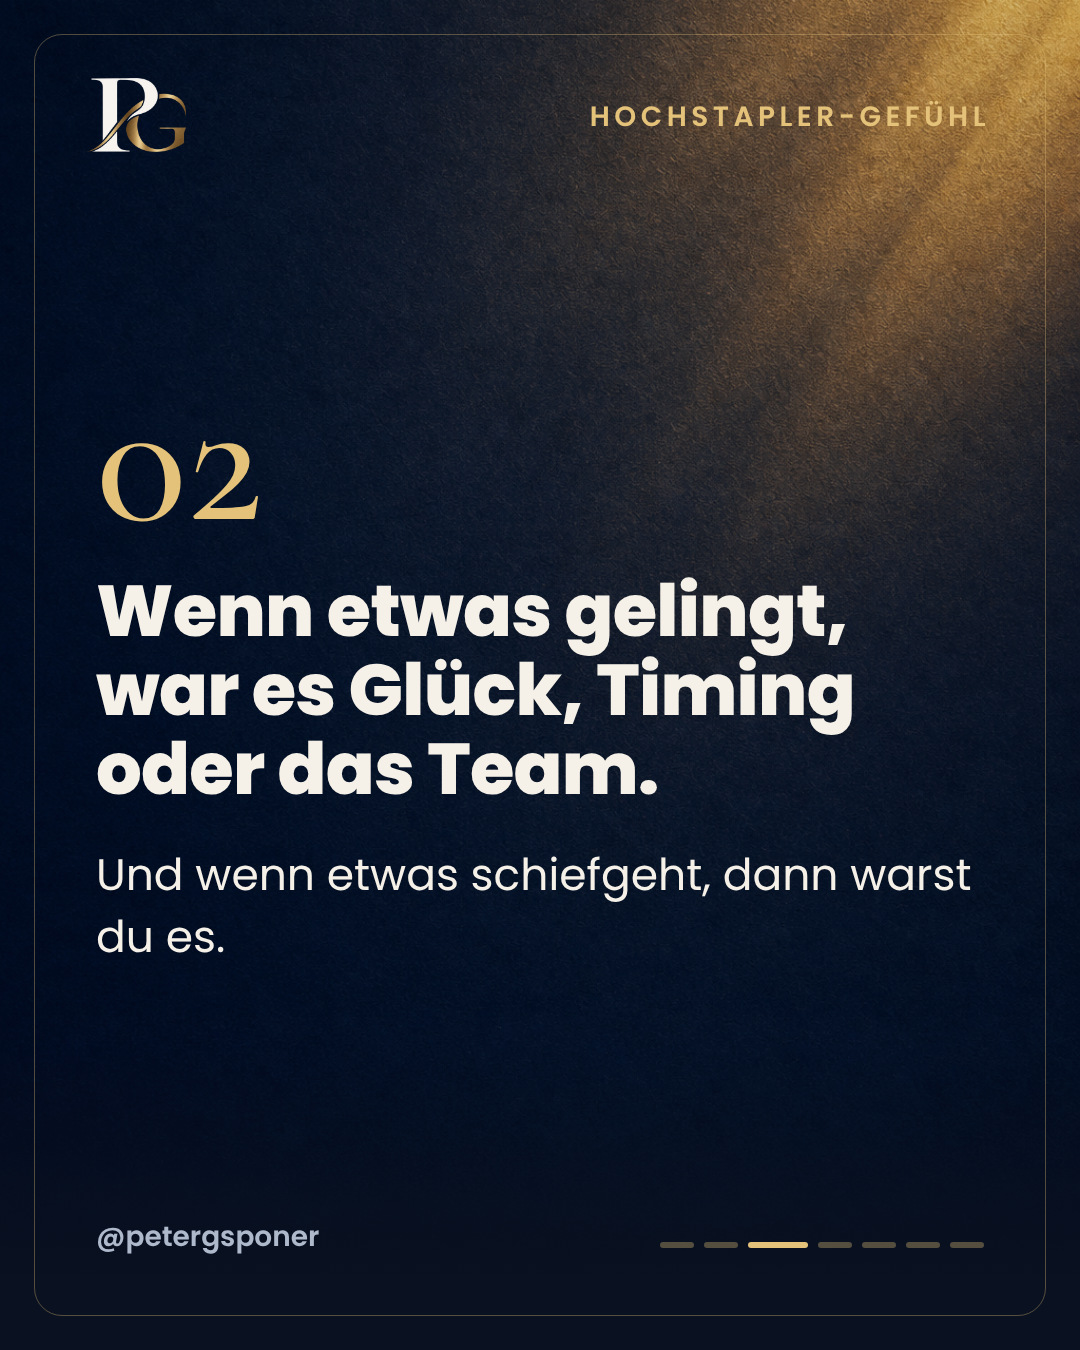 PG
HOCHSTAPLER-GEFÜHL
02
Wenn etwas gelingt,
war es Glück, Timing
oder das Team.
Und wenn etwas schiefgeht, dann warst
du es.
@petergsponer